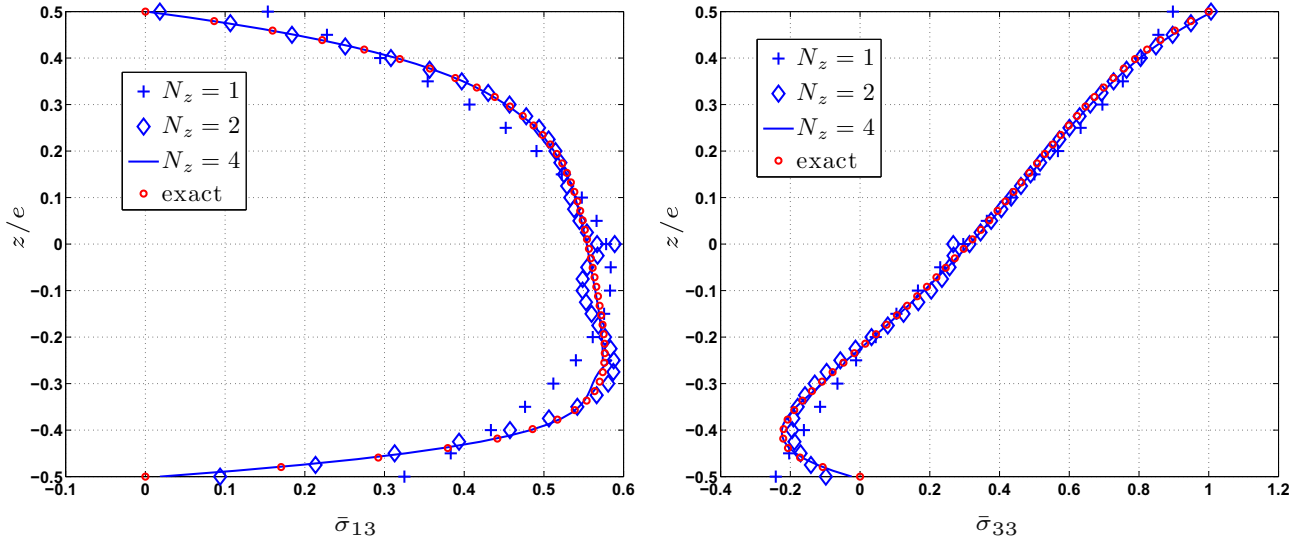 0.5
0.4
0.3
0.2
0.1
0
−0.1
−0.2
−0.3
−0.4
−0.5
z/e
N_z = 1
N_z = 2
N_z = 4
exact
−0.1 0 0.1 0.2 0.3 0.4 0.5 0.6
σ̄_13
0.5
0.4
0.3
0.2
0.1
0
−0.1
−0.2
−0.3
−0.4
−0.5
z/e
N_z = 1
N_z = 2
N_z = 4
exact
−0.4 −0.2 0 0.2 0.4 0.6 0.8 1 1.2
σ̄_33